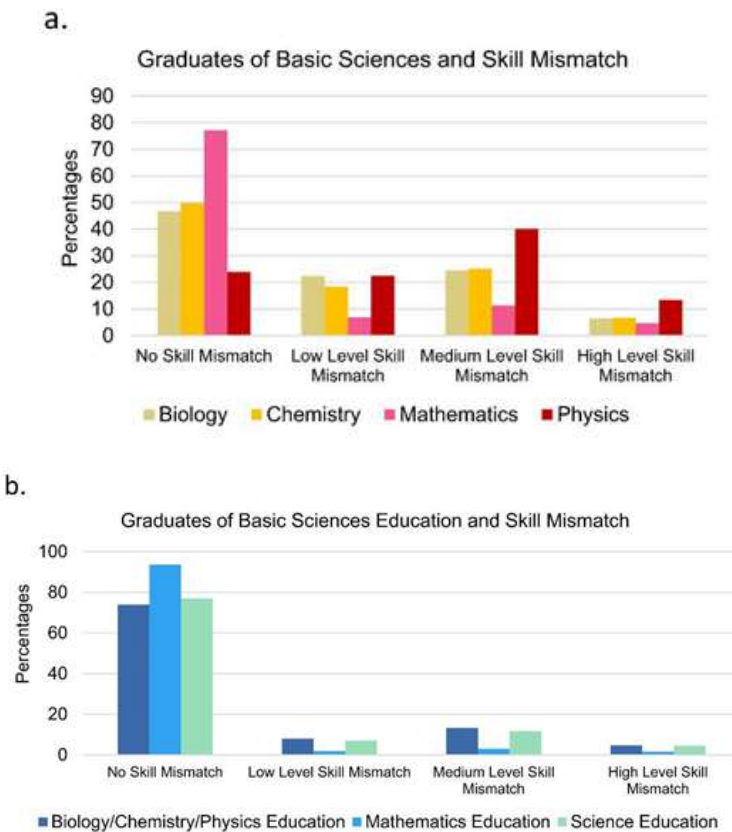 a.
Graduates of Basic Sciences and Skill Mismatch
90
80
70
60
50
40
30
20
10
0
Percentages
No Skill Mismatch
Low Level Skill
Mismatch
Medium Level Skill
Mismatch
High Level Skill
Mismatch
Biology Chemistry Mathematics Physics
b.
Graduates of Basic Sciences Education and Skill Mismatch
100
80
60
40
20
0
Percentages
No Skill Mismatch
Low Level Skill Mismatch
Medium Level Skill
Mismatch
High Level Skill
Mismatch
Biology/Chemistry/Physics Education Mathematics Education Science Education